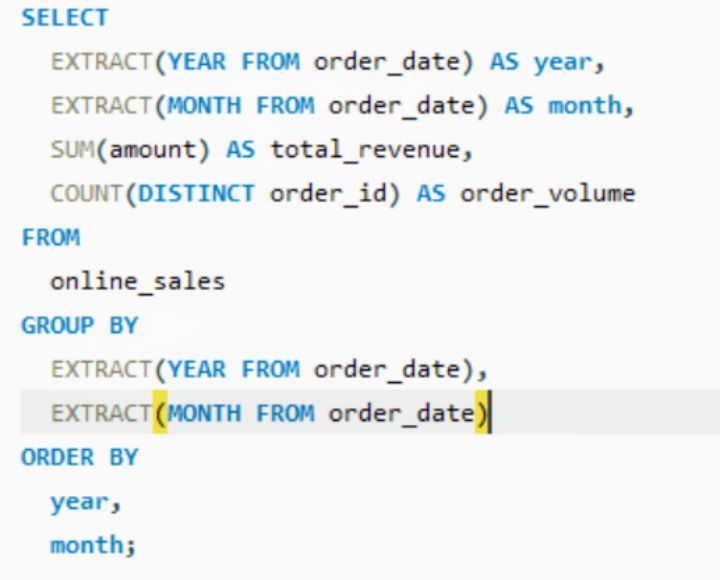 SELECT
EXTRACT(YEAR FROM order_date) AS year,
EXTRACT(MONTH FROM order_date) AS month,
SUM(amount) AS total_revenue,
COUNT(DISTINCT order_id) AS order_volume
FROM
online_sales
GROUP BY
EXTRACT(YEAR FROM order_date),
EXTRACT(MONTH FROM order_date)
ORDER BY
year,
month;